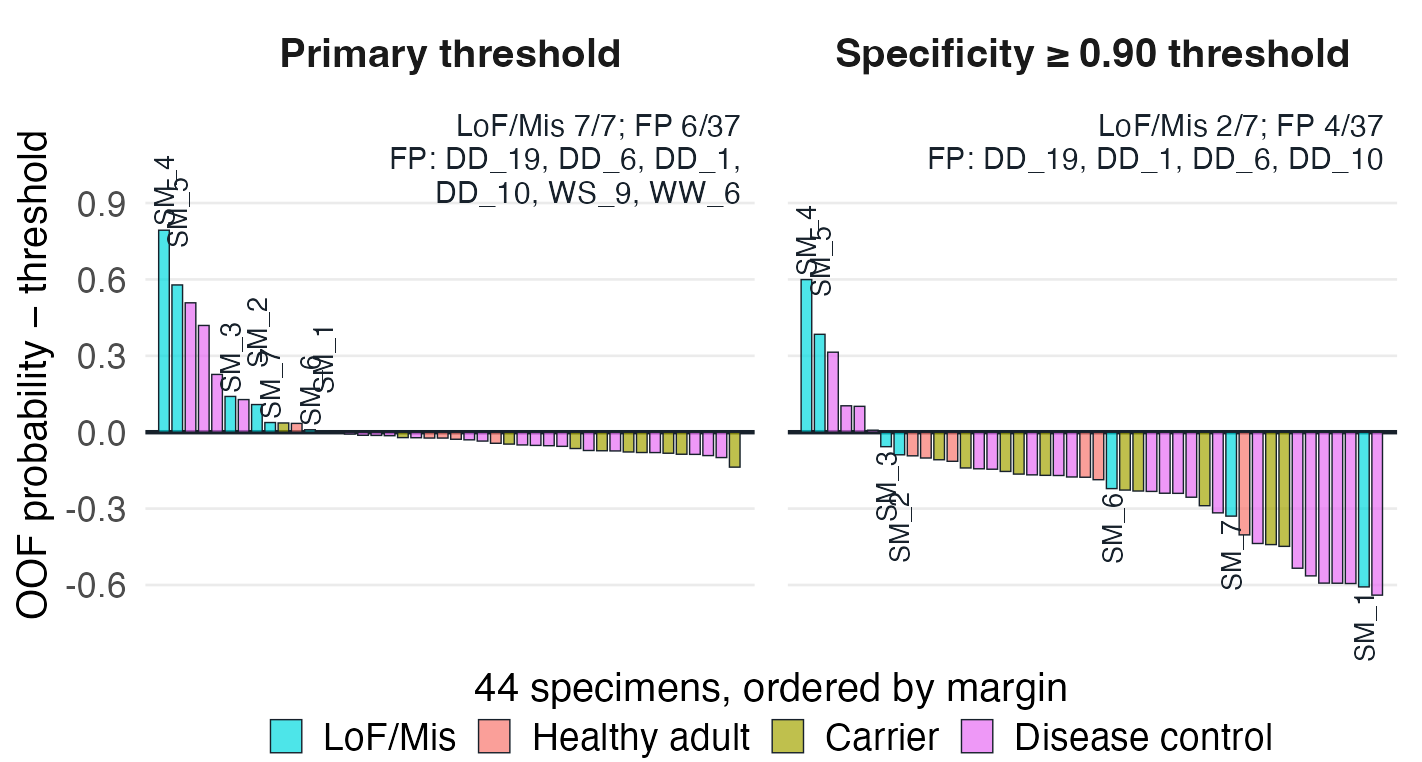 Primary threshold
Specificity ≥ 0.90 threshold
LoF/Mis 7/7; FP 6/37
FP: DD_19, DD_6, DD_1,
DD_10, WS_9, WW_6
LoF/Mis 2/7; FP 4/37
FP: DD_19, DD_1, DD_6, DD_10
OOF probability – threshold
0.9
0.6
0.3
0.0
-0.3
-0.6
SM_4
SM_5
SM_3
SM_2
SM_7
SM_6
SM_1
SM_4
SM_5
SM_3
SM_2
SM_6
SM_7
SM_1
44 specimens, ordered by margin
LoF/Mis
Healthy adult
Carrier
Disease control